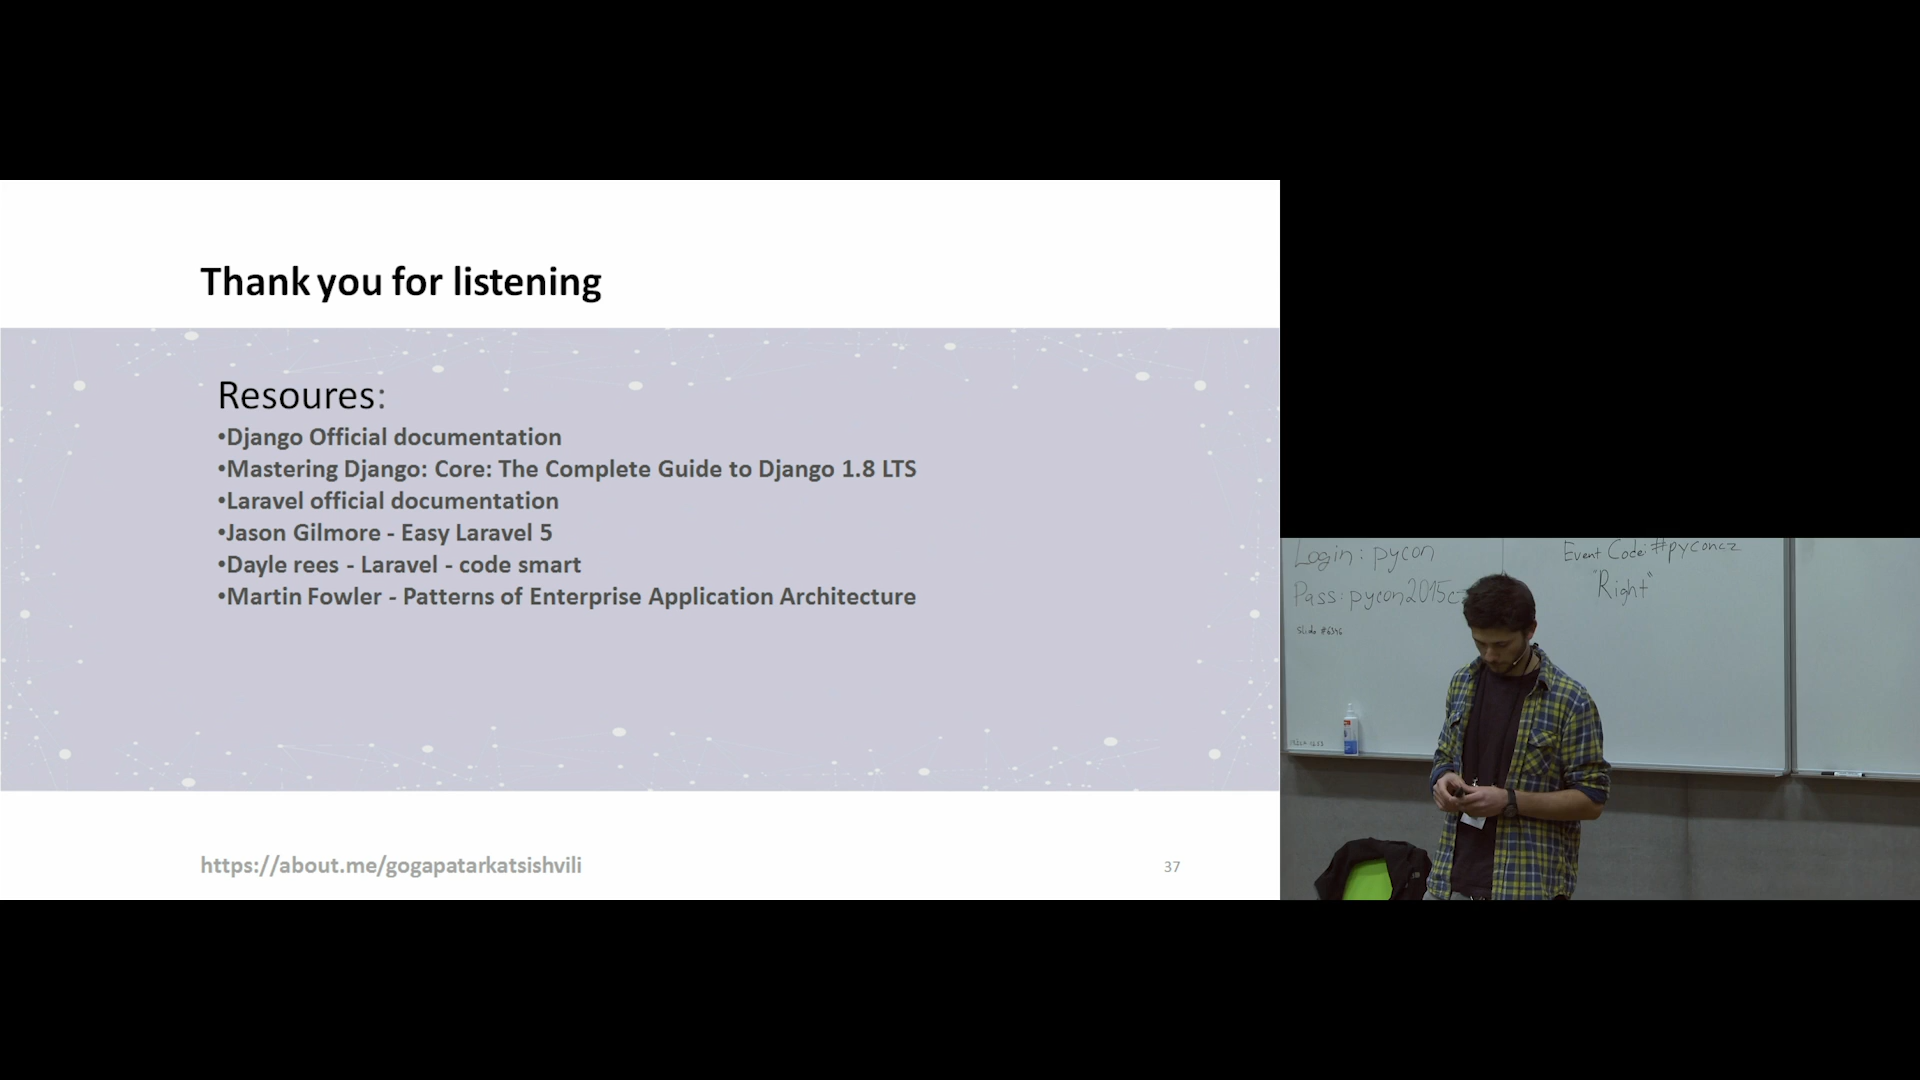 Thank you for listening
Resoures:
•Django Official documentation
•Mastering Django: Core: The Complete Guide to Django 1.8 LTS
•Laravel official documentation
•Jason Gilmore - Easy Laravel 5
•Dayle rees - Laravel - code smart
•Martin Fowler - Patterns of Enterprise Application Architecture
https://about.me/gogapatarkatsishvili
37
Login: pycon
Pass: pycon2015c
Event Code: #pyconcz
"Right"